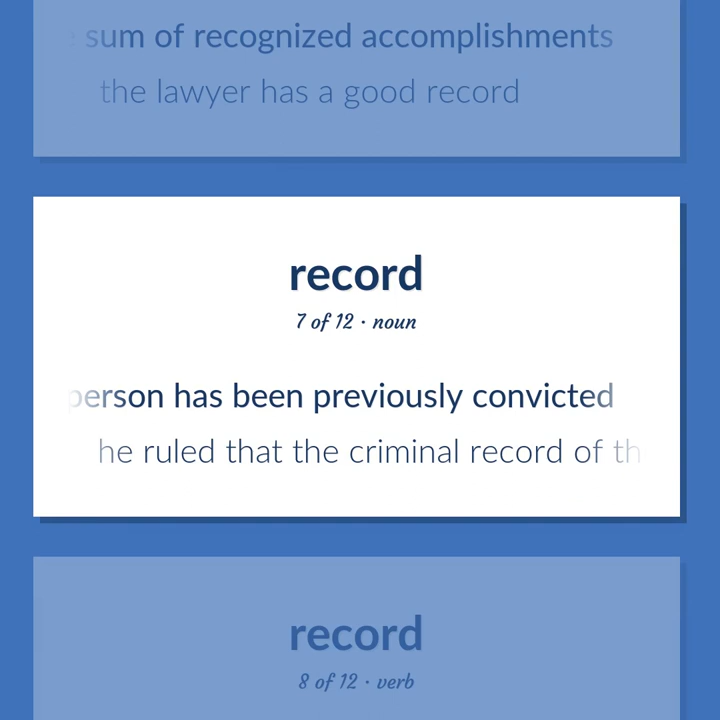 sum of recognized accomplishments
the lawyer has a good record
record
7 of 12 · noun
person has been previously convicted
he ruled that the criminal record of th
record
8 of 12 · verb